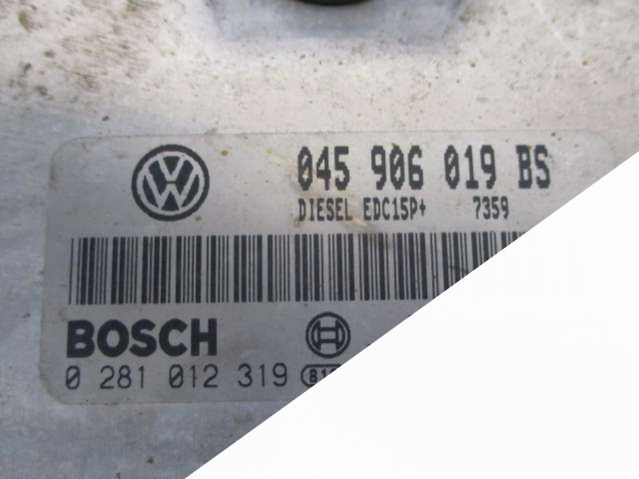 045 906 019 BS
DIESEL EDC15P+ 7359
BOSCH
0 281 012 319